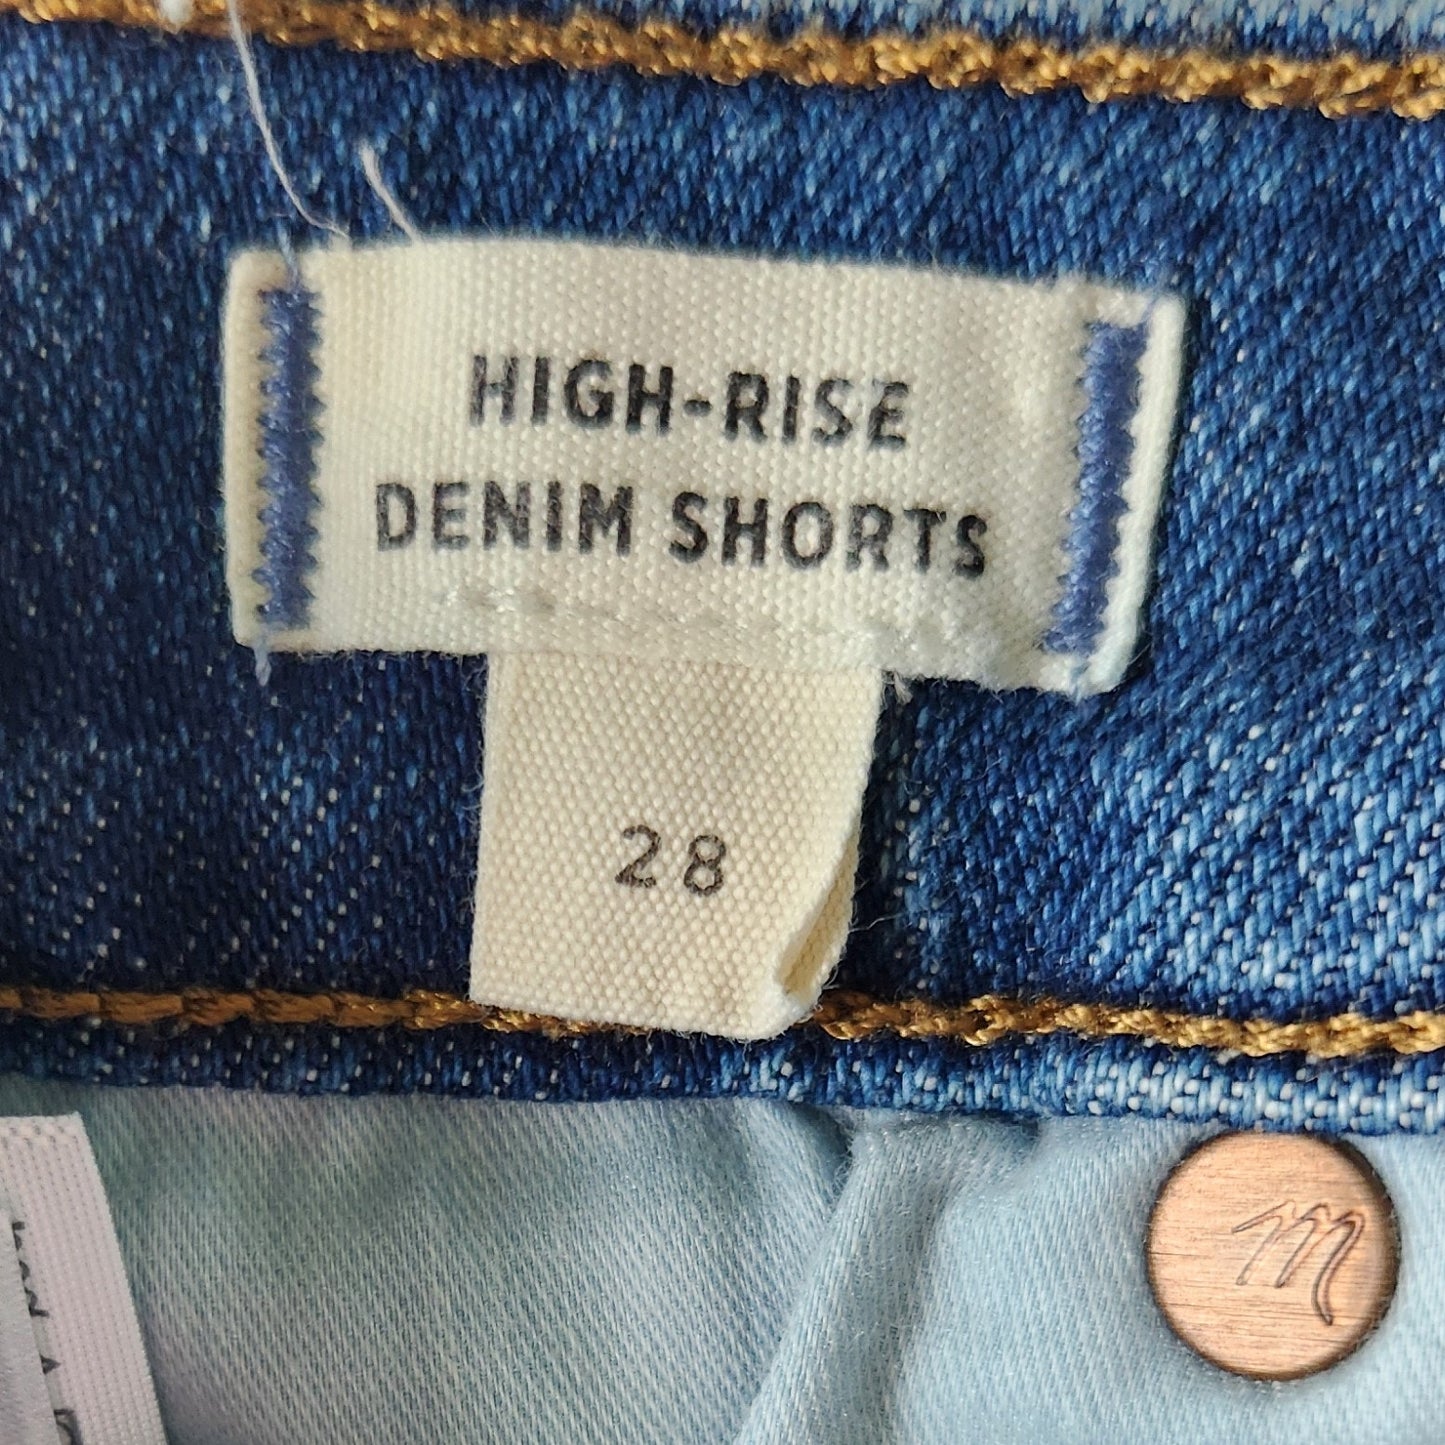 HIGH-RISE
DENIM SHORTS
28
m